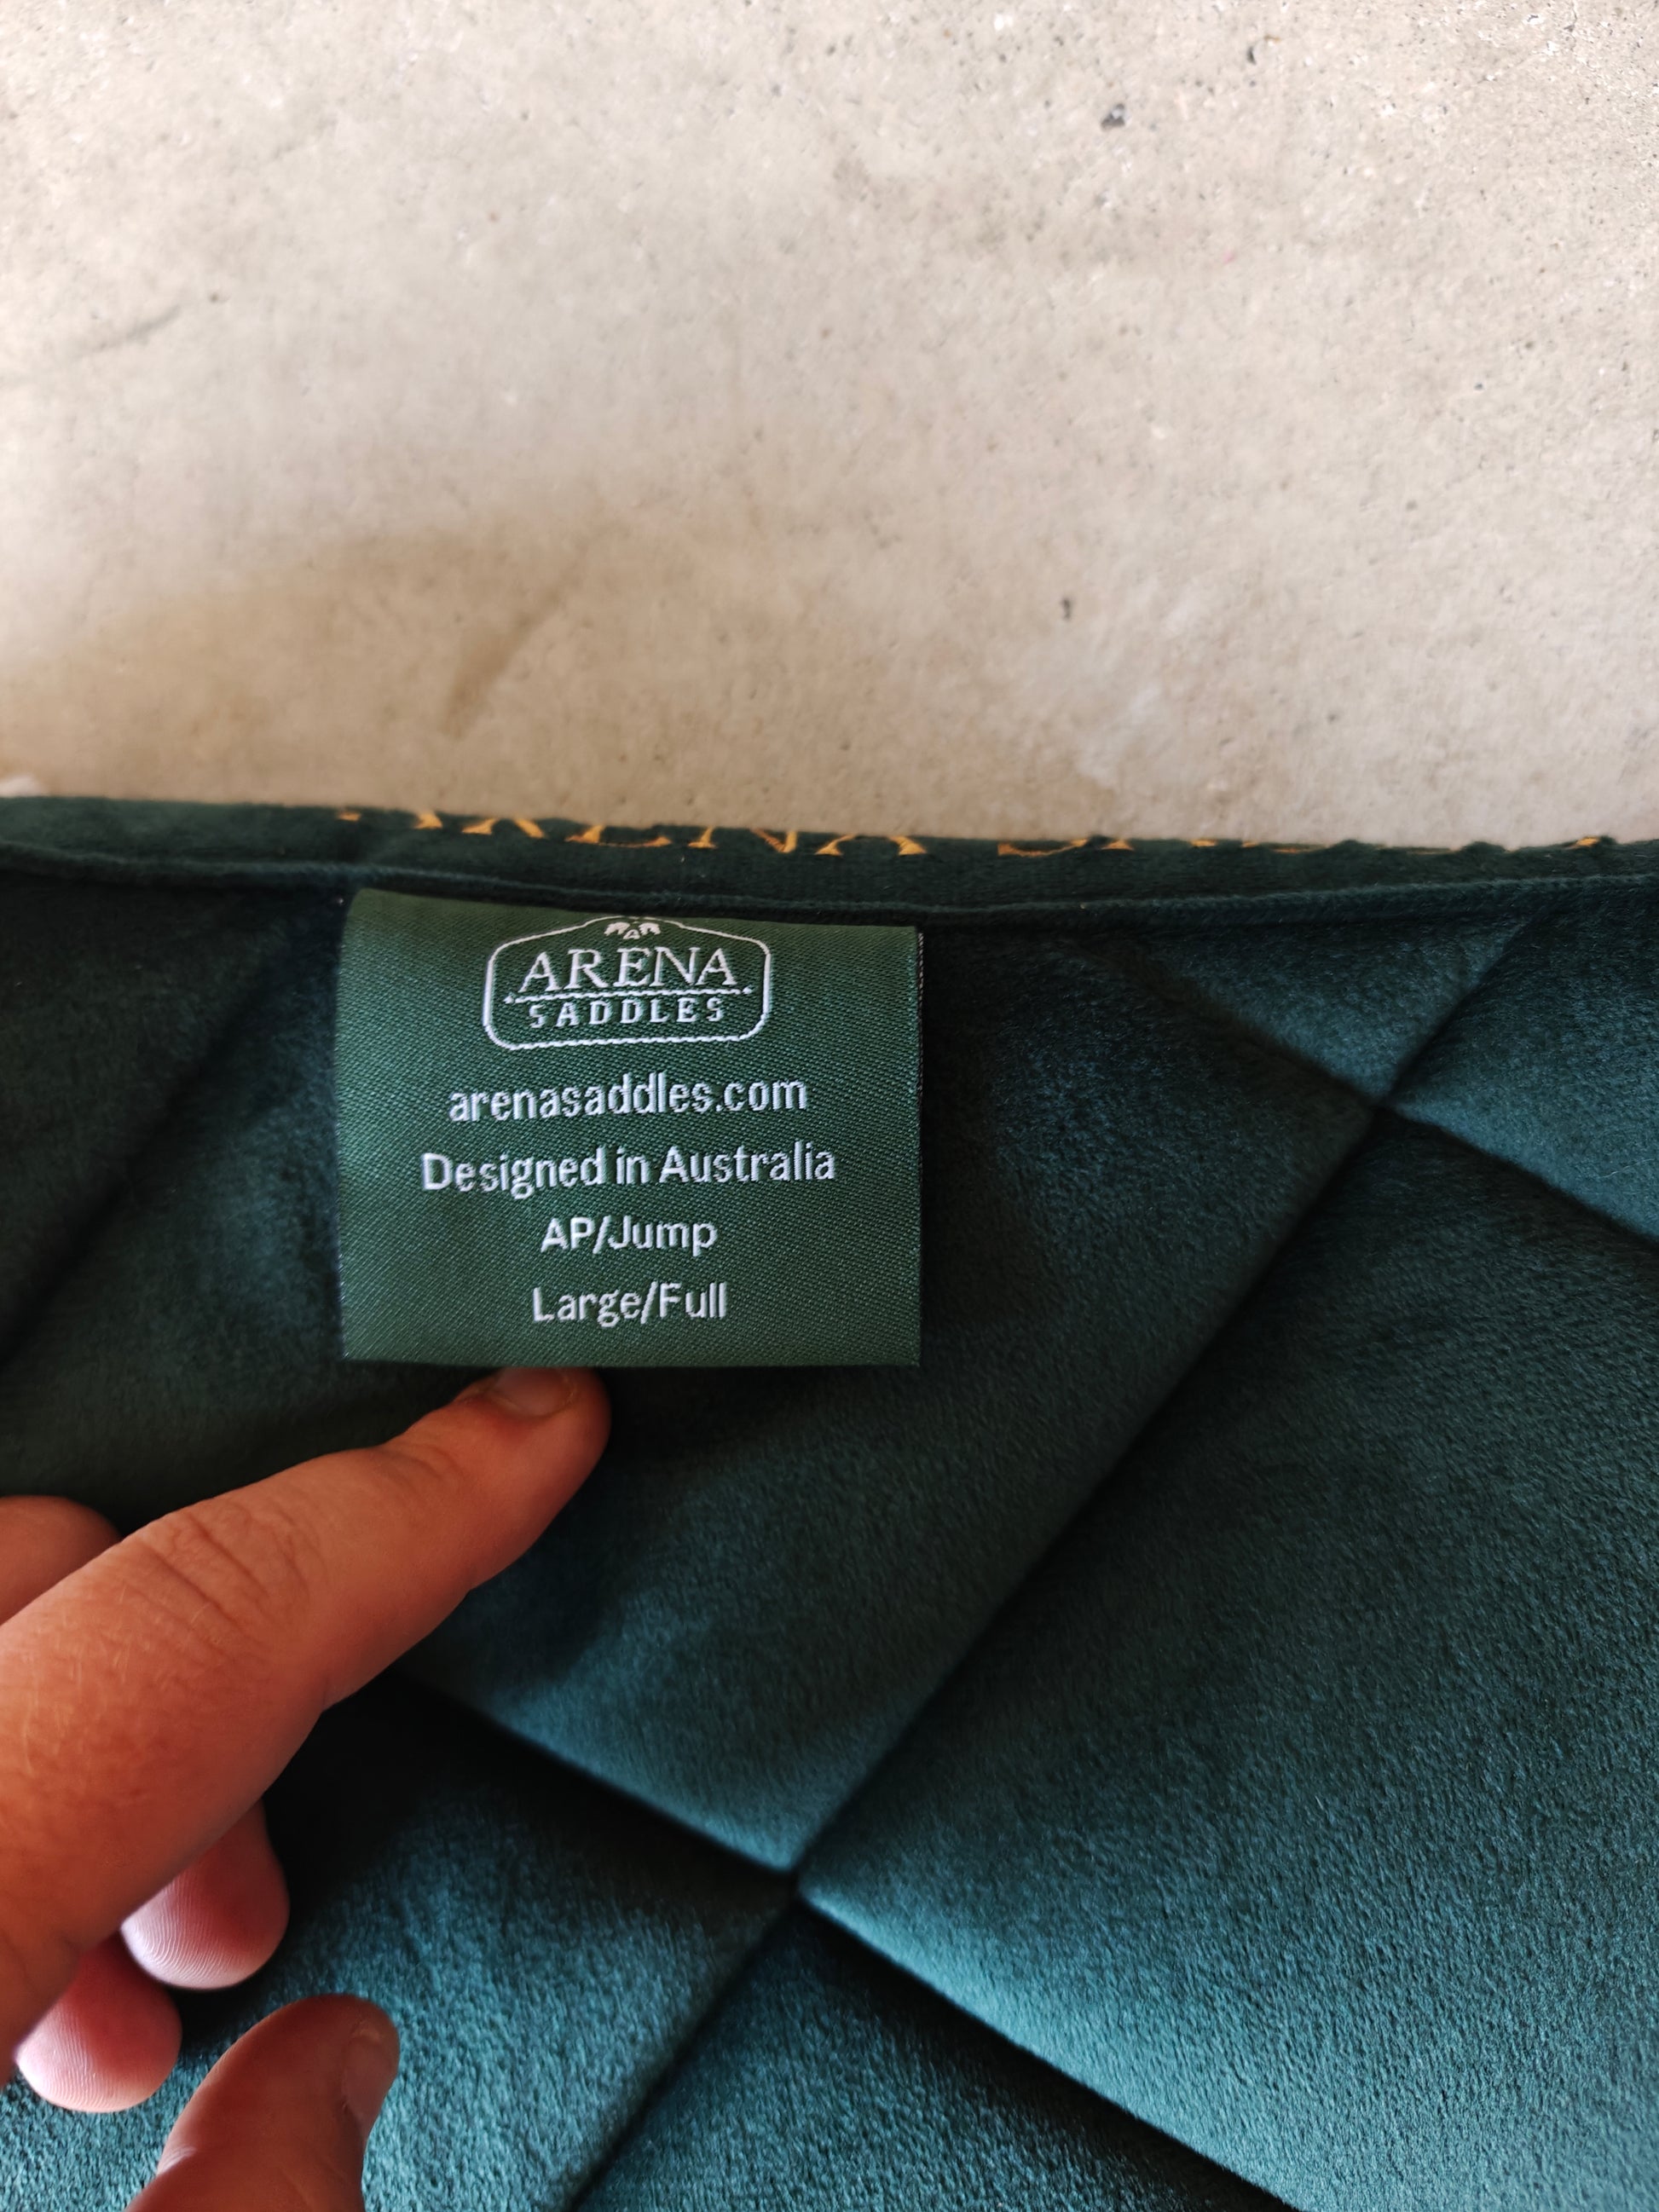 ARENA
SADDLES
arenasaddles.com
Designed in Australia
AP/Jump
Large/Full